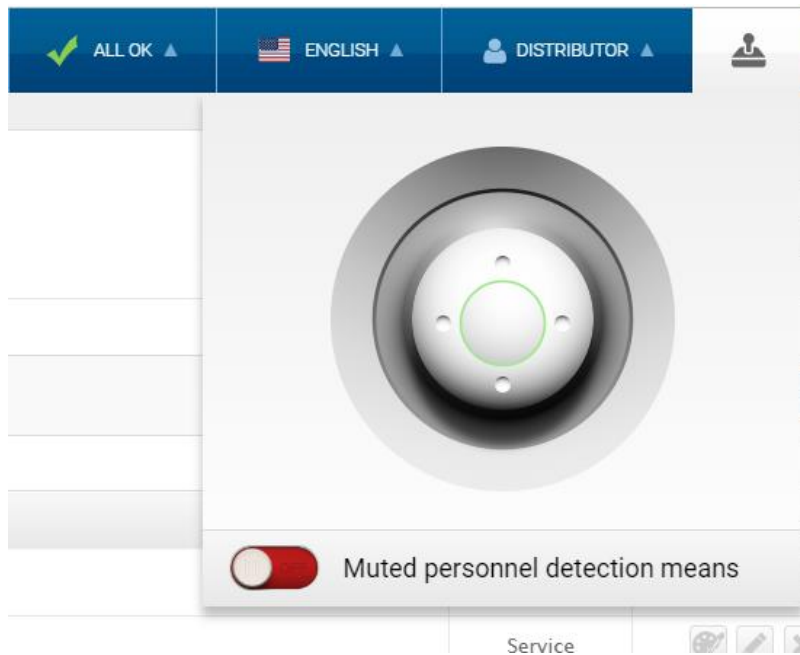 ALL OK
ENGLISH
DISTRIBUTOR
Muted personnel detection means
Service